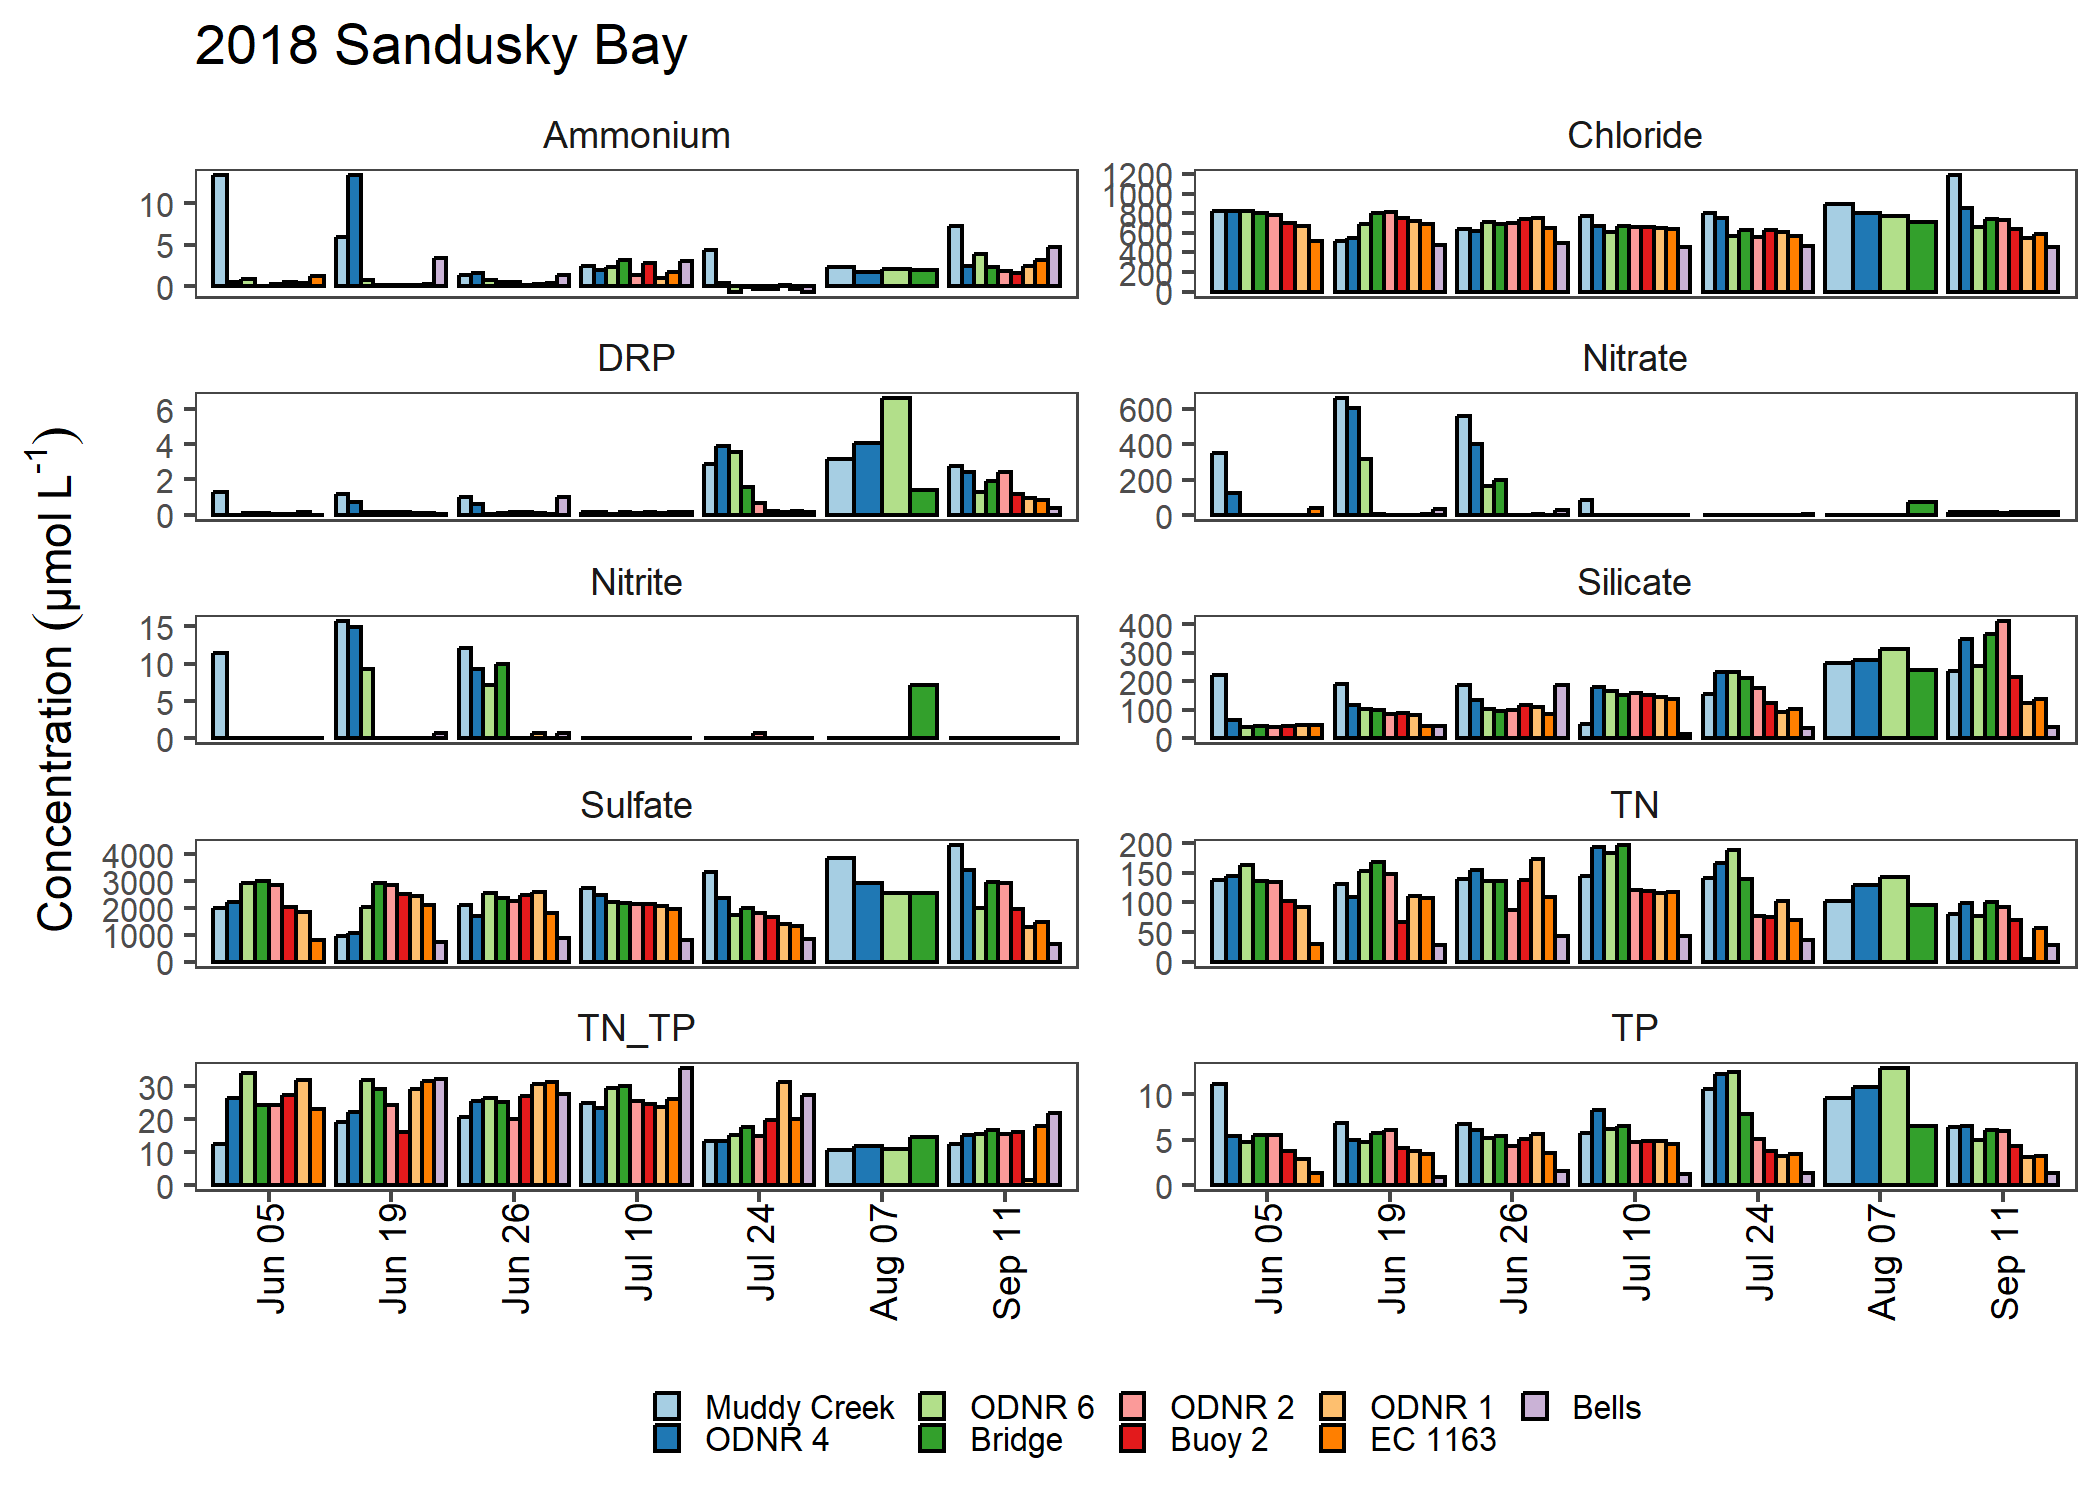 2018 Sandusky Bay
Concentration (µmol L⁻¹)
Ammonium
10
5
0
Chloride
1200
1000
800
600
400
200
0
DRP
6
4
2
0
Nitrate
600
400
200
0
Nitrite
15
10
5
0
Silicate
400
300
200
100
0
Sulfate
4000
3000
2000
1000
0
TN
200
150
100
50
0
TN_TP
30
20
10
0
TP
10
5
0
Jun 05
Jun 19
Jun 26
Jul 10
Jul 24
Aug 07
Sep 11
Jun 05
Jun 19
Jun 26
Jul 10
Jul 24
Aug 07
Sep 11
Muddy Creek ODNR 6 ODNR 2 ODNR 1 Bells
ODNR 4 Bridge Buoy 2 EC 1163